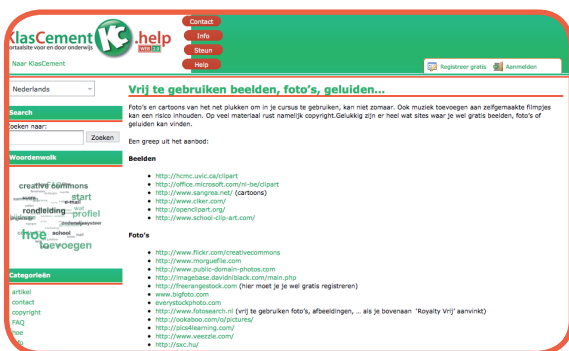 Contact
KlasCement
.help
WEB 2.0
Info
portaalsite voor en door onderwijs
Steun
Naar KlasCement
Help
Registreer gratis
Aanmelden
Nederlands
Vrij te gebruiken beelden, foto's, geluiden...
Foto's en cartoons van het net plukken om in je cursus te gebruiken, kan niet zomaar. Ook muziek toevoegen aan zelfgemaakte filmpjes
kan een risico inhouden. Op veel materiaal rust namelijk copyright.Gelukkig zijn er heel wat sites waar je wel gratis beelden, foto's of
geluiden kan vinden.
Een greep uit het aanbod:
Search
Zoeken naar:
Zoeken
Woordenwolk
creative commons
start
e-mail
wat
rondleiding
profiel
hoe
school
toevoegen
Beelden
http://hcmc.uvic.ca/clipart
http://office.microsoft.com/nl-be/clipart
http://www.sangrea.net/ (cartoons)
http://www.clker.com/
http://openclipart.org/
http://www.school-clip-art.com/
Foto's
http://www.flickr.com/creativecommons
http://www.morguefile.com
http://www.public-domain-photos.com
http://imagebase.davidniblack.com/main.php
http://freerangestock.com (hier moet je je wel gratis registreren)
www.bigfoto.com
everystockphoto.com
http://www.fotosearch.nl (vrij te gebruiken foto's, afbeeldingen, ... als je bovenaan 'Royalty Vrij' aanvinkt)
http://ookaboo.com/o/pictures/
http://pics4learning.com/
http://www.veezzle.com/
http://sxc.hu/
Categorieën
artikel
contact
copyright
FAQ
hoe
info